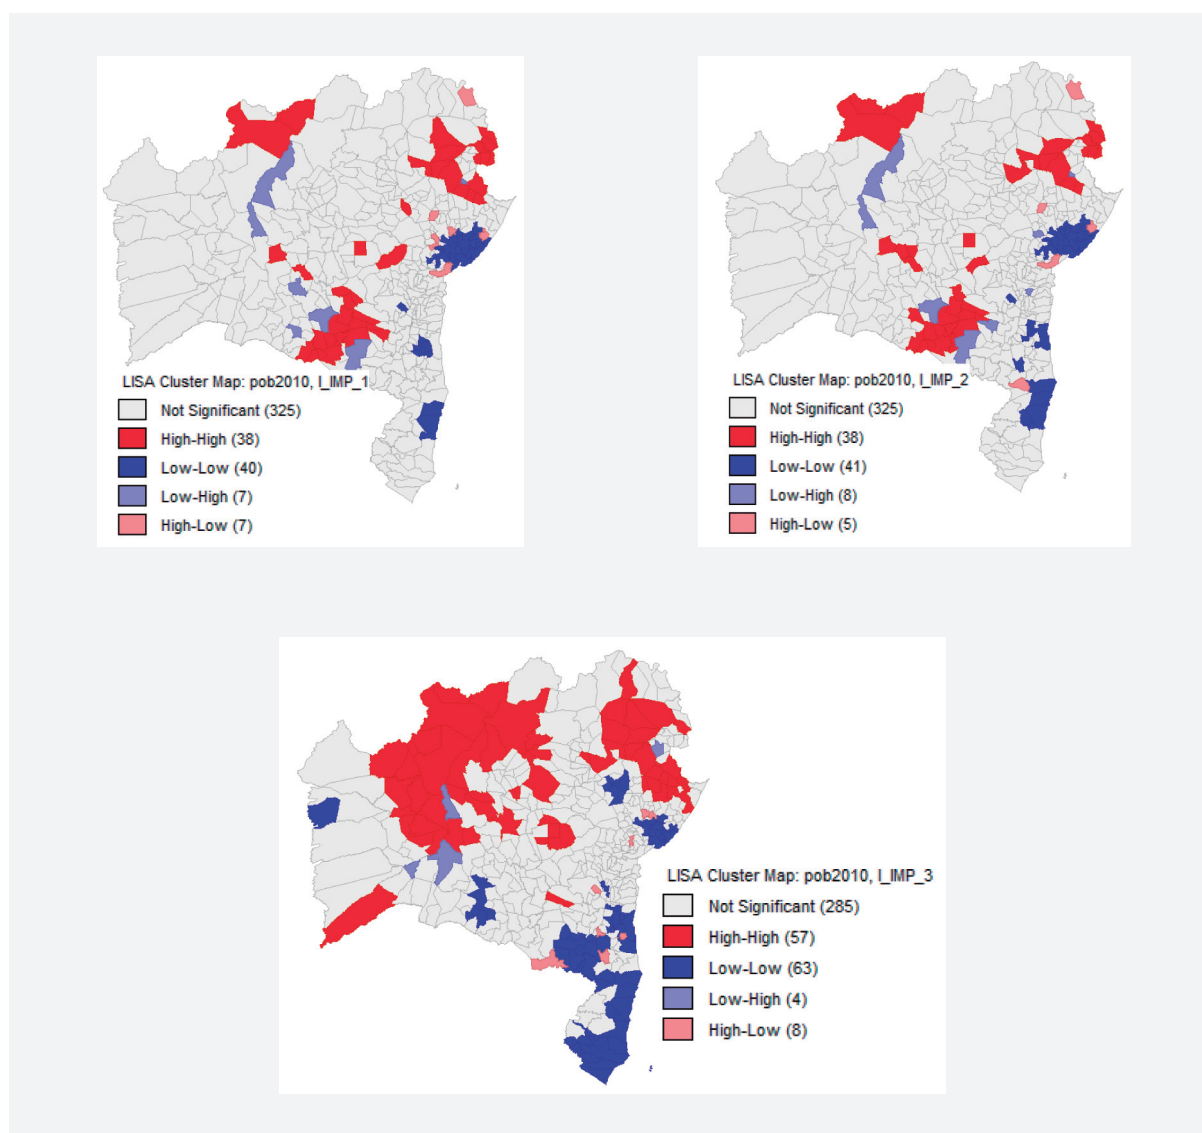 LISA Cluster Map: pob2010, I_IMP_1
Not Significant (325)
High-High (38)
Low-Low (40)
Low-High (7)
High-Low (7)
LISA Cluster Map: pob2010, I_IMP_2
Not Significant (325)
High-High (38)
Low-Low (41)
Low-High (8)
High-Low (5)
LISA Cluster Map: pob2010, I_IMP_3
Not Significant (285)
High-High (57)
Low-Low (63)
Low-High (4)
High-Low (8)